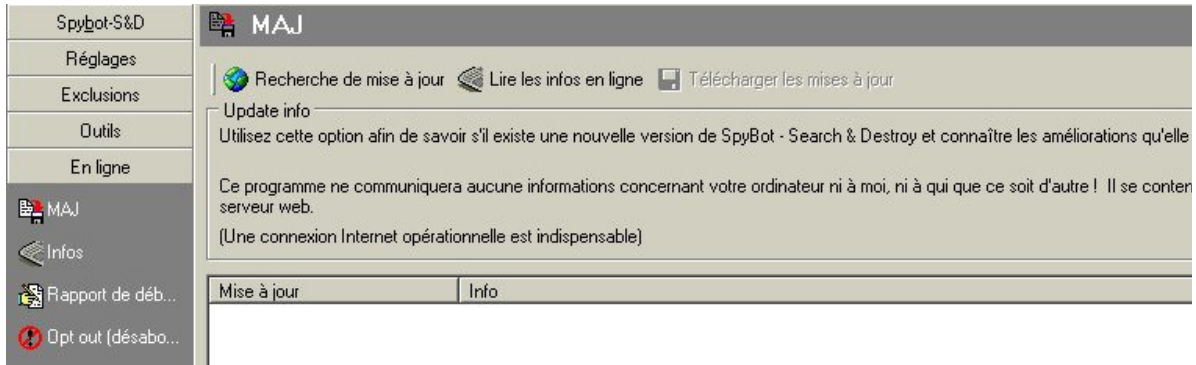 Spybot-S&D
Réglages
Exclusions
Outils
En ligne
MAJ
Infos
Rapport de déb...
Opt out (désabo...
MAJ
Recherche de mise à jour Lire les infos en ligne Télécharger les mises à jour
Update info
Utilisez cette option afin de savoir s'il existe une nouvelle version de SpyBot - Search & Destroy et connaître les améliorations qu'elle
Ce programme ne communiquera aucune informations concernant votre ordinateur ni à moi, ni à qui que ce soit d'autre ! Il se conten
serveur web.
(Une connexion Internet opérationnelle est indispensable)
Mise à jour Info